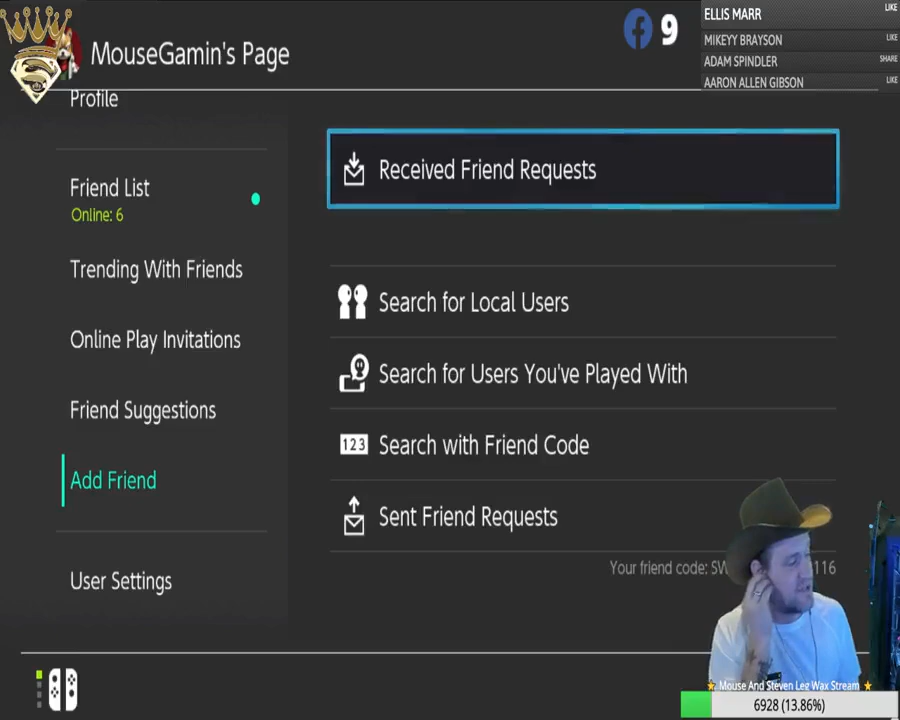 MouseGamin's Page
9
ELLIS MARR LIKE
MIKEYY BRAYSON LIKE
ADAM SPINDLER SHARE
AARON ALLEN GIBSON LIKE
Profile
Friend List
Online: 6
Trending With Friends
Online Play Invitations
Friend Suggestions
Add Friend
User Settings
Received Friend Requests
Search for Local Users
Search for Users You've Played With
123 Search with Friend Code
Sent Friend Requests
Your friend code: SW 116
Mouse And Steven Leg Wax Stream
6928 (13.86%)